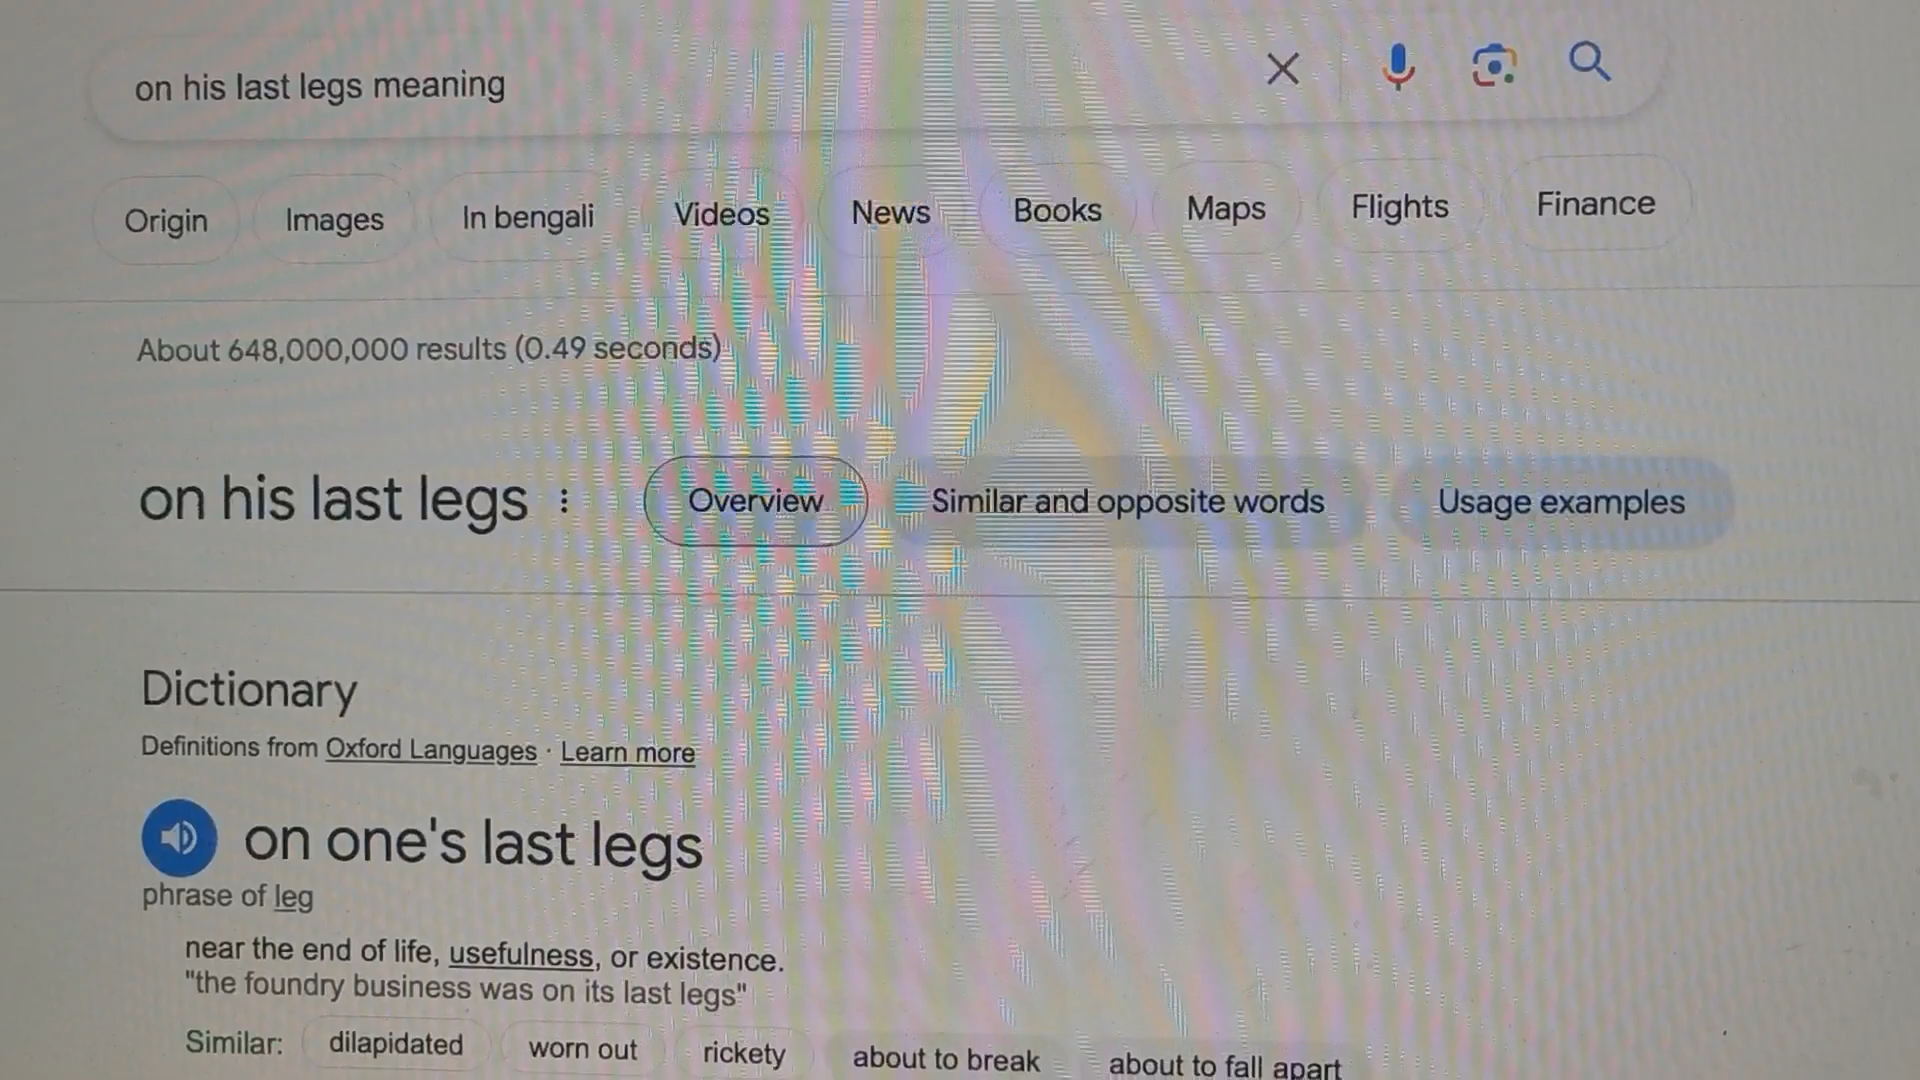 on his last legs meaning
Origin Images In bengali Videos News Books Maps Flights Finance
About 648,000,000 results (0.49 seconds)
on his last legs Overview Similar and opposite words Usage examples
Dictionary
Definitions from Oxford Languages · Learn more
on one's last legs
phrase of leg
near the end of life, usefulness, or existence.
"the foundry business was on its last legs"
Similar: dilapidated worn out rickety about to break about to fall apart